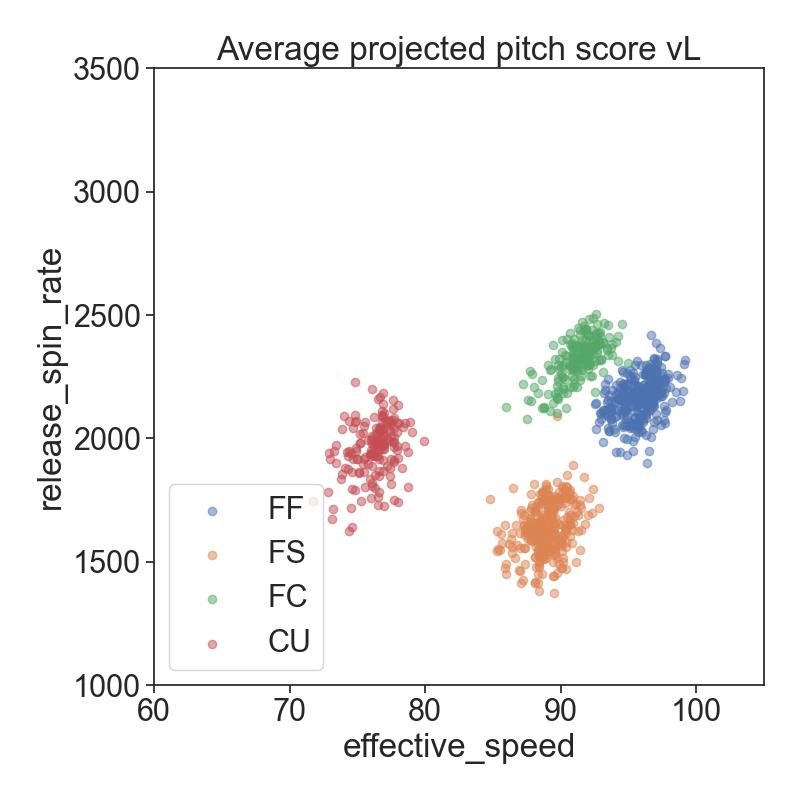 Average projected pitch score vL
release_spin_rate
3500
3000
2500
2000
1500
1000
FF
FS
FC
CU
60
70
80
90
100
effective_speed